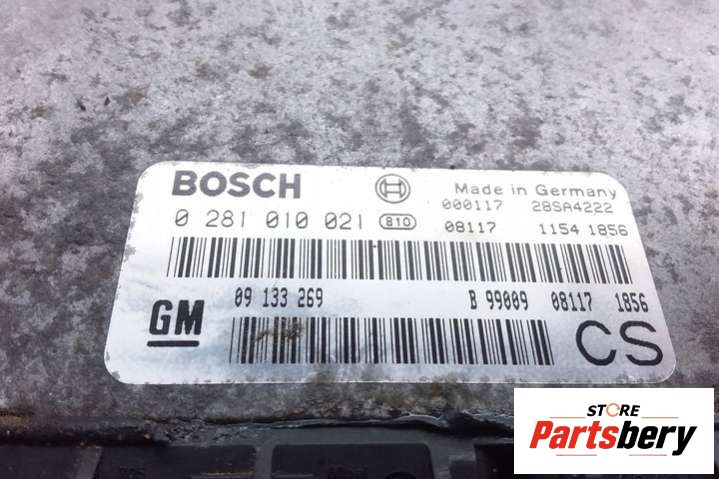 BOSCH
Made in Germany
000117 28SA4222
0 281 010 021 810 08117 1154 1856
09 133 269 B 99009 08117 1856
GM
CS
STORE
Partsbery